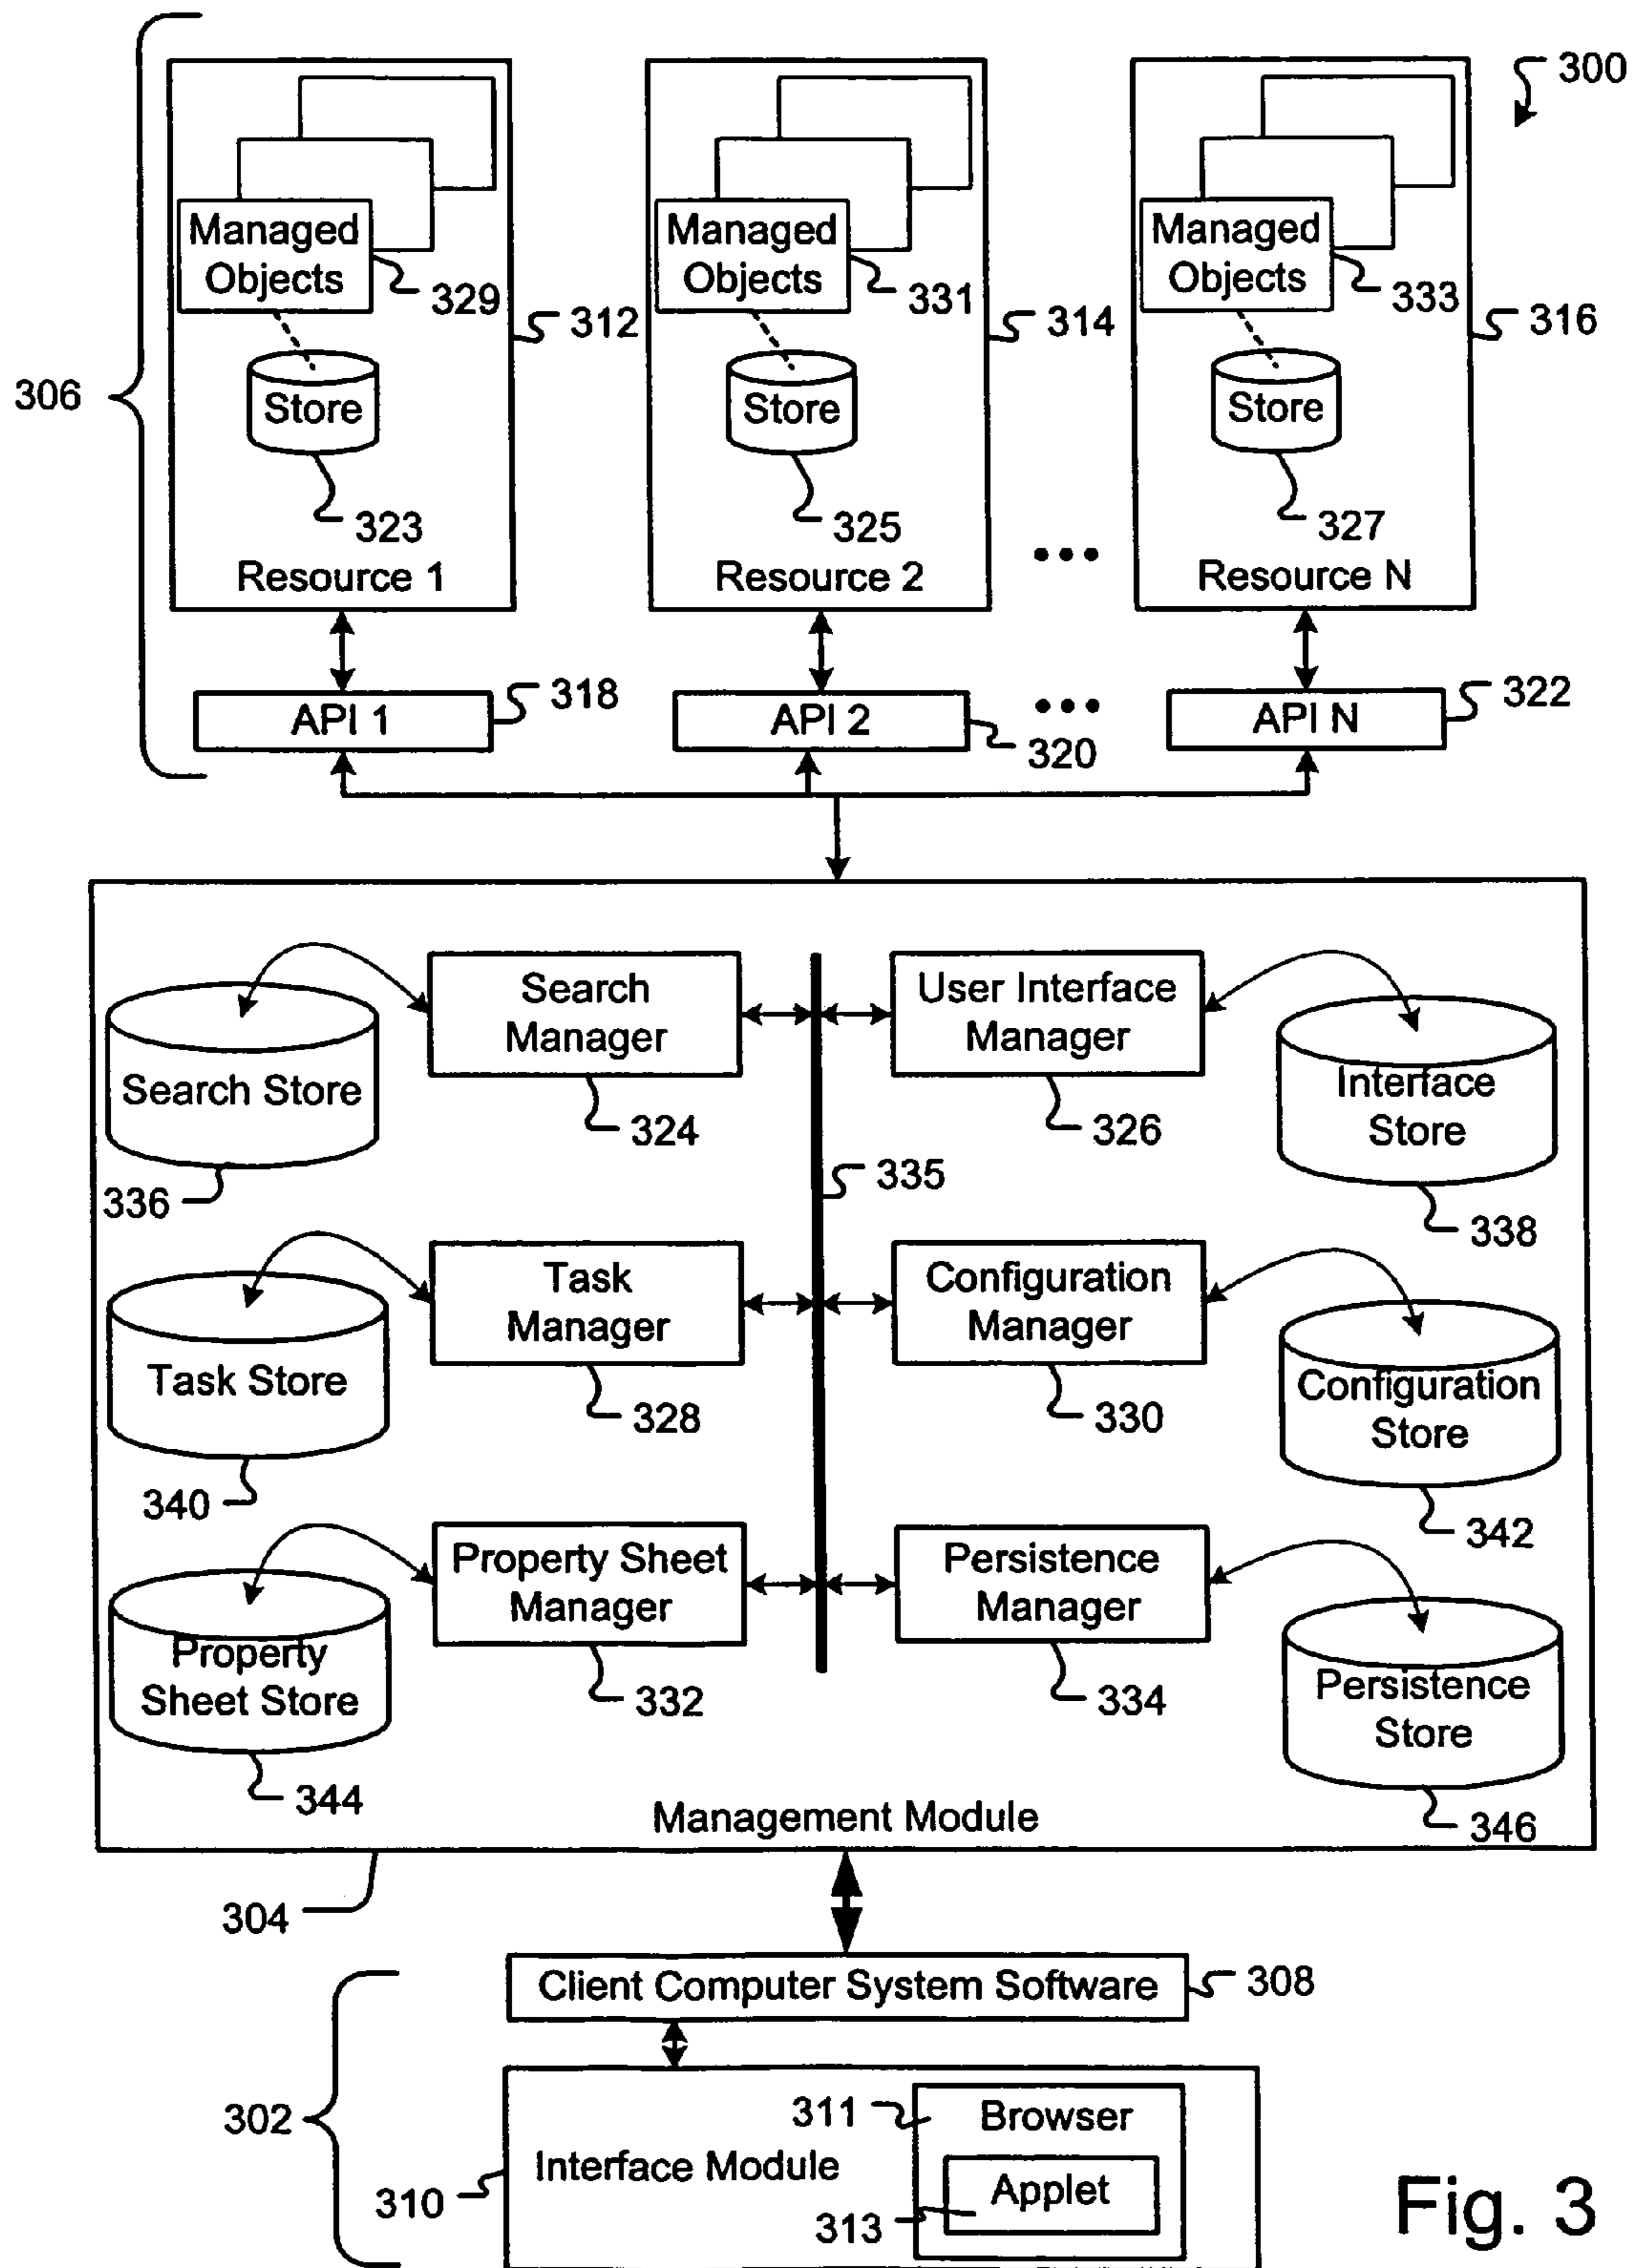 300
Managed
Objects
329
312
Store
323
Resource 1
Managed
Objects
331
314
Store
325
Resource 2
Managed
Objects
333
316
Store
327
Resource N
306
•••
API 1
318
API 2
320
•••
API N
322
Search
Manager
324
User Interface
Manager
326
Search Store
336
Interface
Store
338
335
Task
Manager
328
Configuration
Manager
330
Task Store
340
Configuration
Store
342
Property Sheet
Manager
332
Persistence
Manager
334
Property
Sheet Store
344
Persistence
Store
346
Management Module
304
Client Computer System Software
308
302
311
Browser
Interface Module
310
Applet
313
Fig. 3